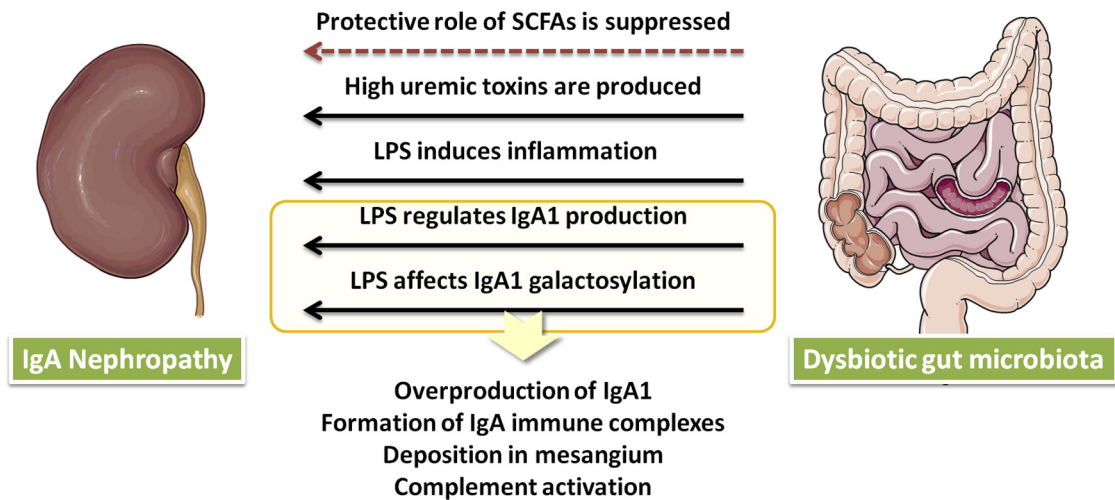 Protective role of SCFAs is suppressed
High uremic toxins are produced
LPS induces inflammation
LPS regulates IgA1 production
LPS affects IgA1 galactosylation
IgA Nephropathy
Dysbiotic gut microbiota
Overproduction of IgA1
Formation of IgA immune complexes
Deposition in mesangium
Complement activation